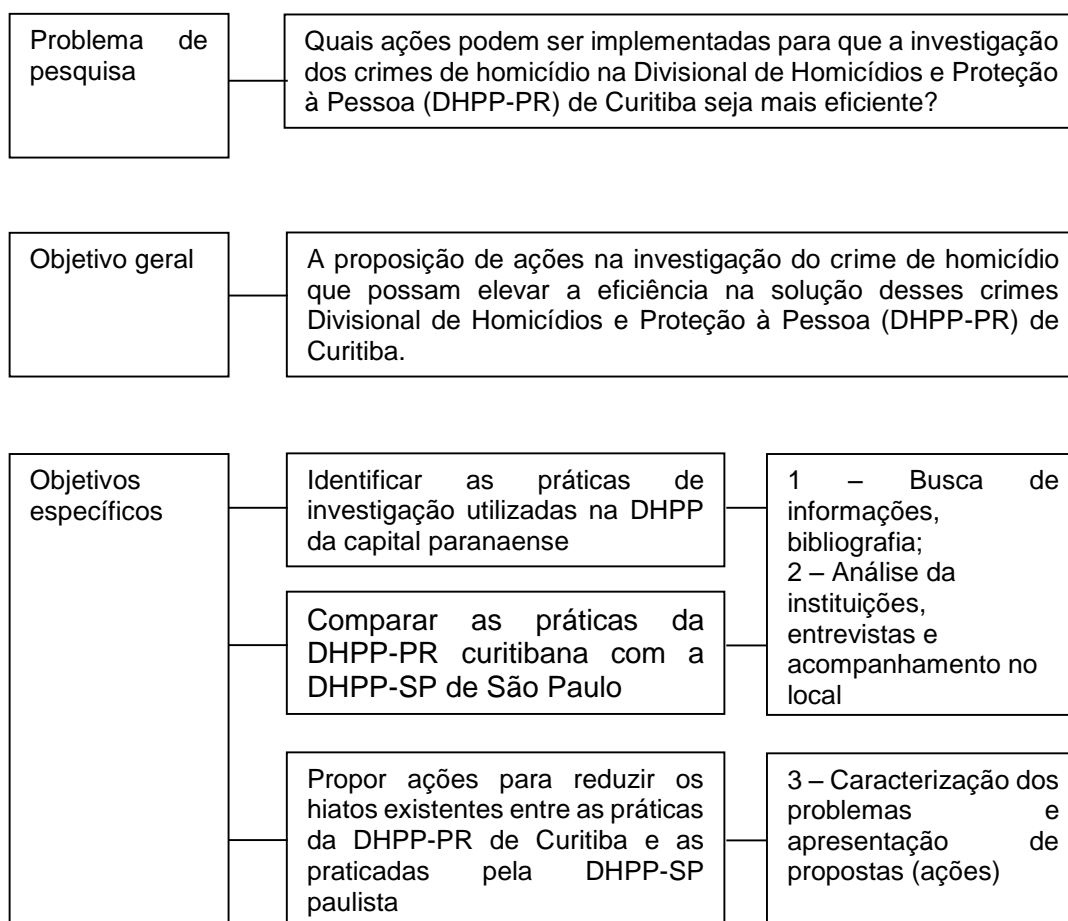 Problema de
pesquisa
Quais ações podem ser implementadas para que a investigação
dos crimes de homicídio na Divisional de Homicídios e Proteção
à Pessoa (DHPP-PR) de Curitiba seja mais eficiente?
Objetivo geral
A proposição de ações na investigação do crime de homicídio
que possam elevar a eficiência na solução desses crimes
Divisional de Homicídios e Proteção à Pessoa (DHPP-PR) de
Curitiba.
Objetivos
específicos
Identificar as práticas de
investigação utilizadas na DHPP
da capital paranaense
Comparar as práticas da
DHPP-PR curitibana com a
DHPP-SP de São Paulo
Propor ações para reduzir os
hiatos existentes entre as práticas
da DHPP-PR de Curitiba e as
praticadas pela DHPP-SP
paulista
1 – Busca de
informações,
bibliografia;
2 – Análise da
instituições,
entrevistas e
acompanhamento no
local
3 – Caracterização dos
problemas e
apresentação de
propostas (ações)